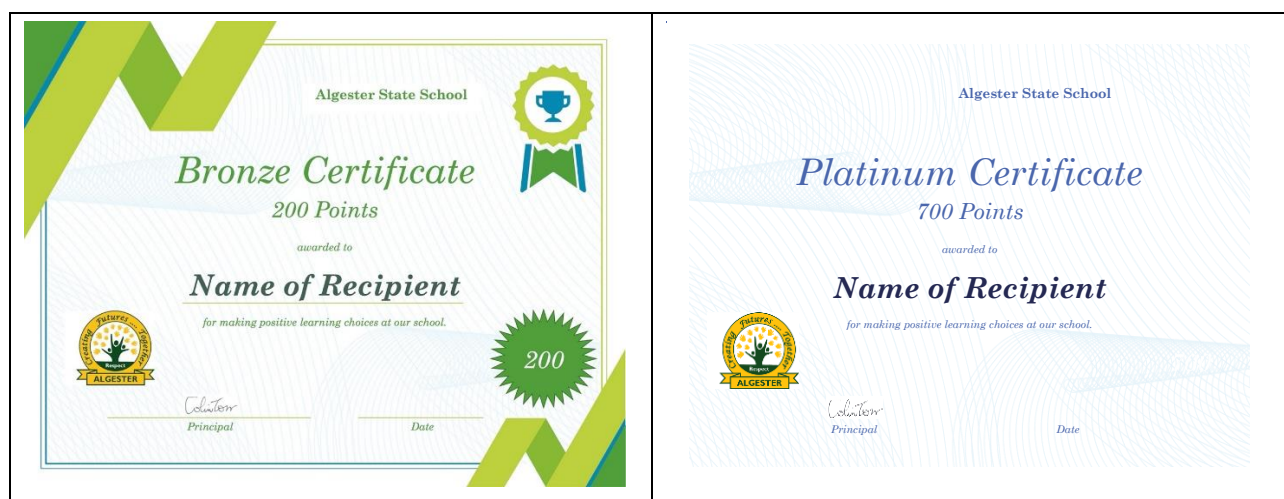 Algester State School
Bronze Certificate
200 Points
awarded to
Name of Recipient
for making positive learning choices at our school.
Creating Futures.... Together
Respect
ALGESTER
200
Principal
Date
Algester State School
Platinum Certificate
700 Points
awarded to
Name of Recipient
for making positive learning choices at our school.
Creating Futures.... Together
Respect
ALGESTER
Principal
Date